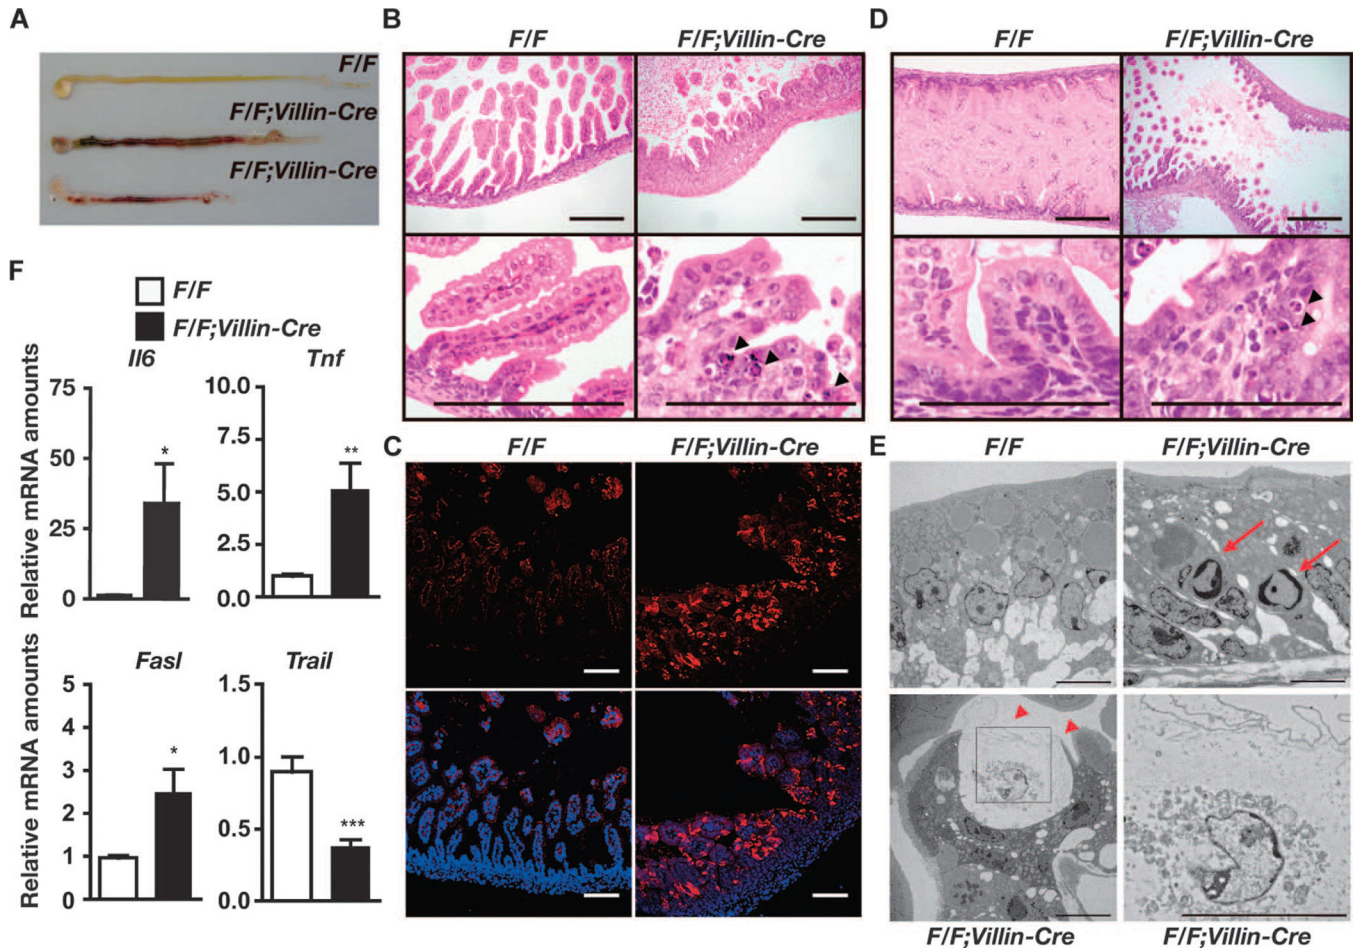 A
F/F
F/F;Villin-Cre
F/F;Villin-Cre
B
F/F
F/F;Villin-Cre
D
F/F
F/F;Villin-Cre
C
F/F
F/F;Villin-Cre
E
F/F
F/F;Villin-Cre
F/F;Villin-Cre
F/F;Villin-Cre
F
F/F
F/F;Villin-Cre
Il6
Relative mRNA amounts
75
50
25
0
*
Tnf
10.0
7.5
5.0
2.5
0.0
**
Fasl
Relative mRNA amounts
5
4
3
2
1
0
*
Trail
1.5
1.0
0.5
0.0
***